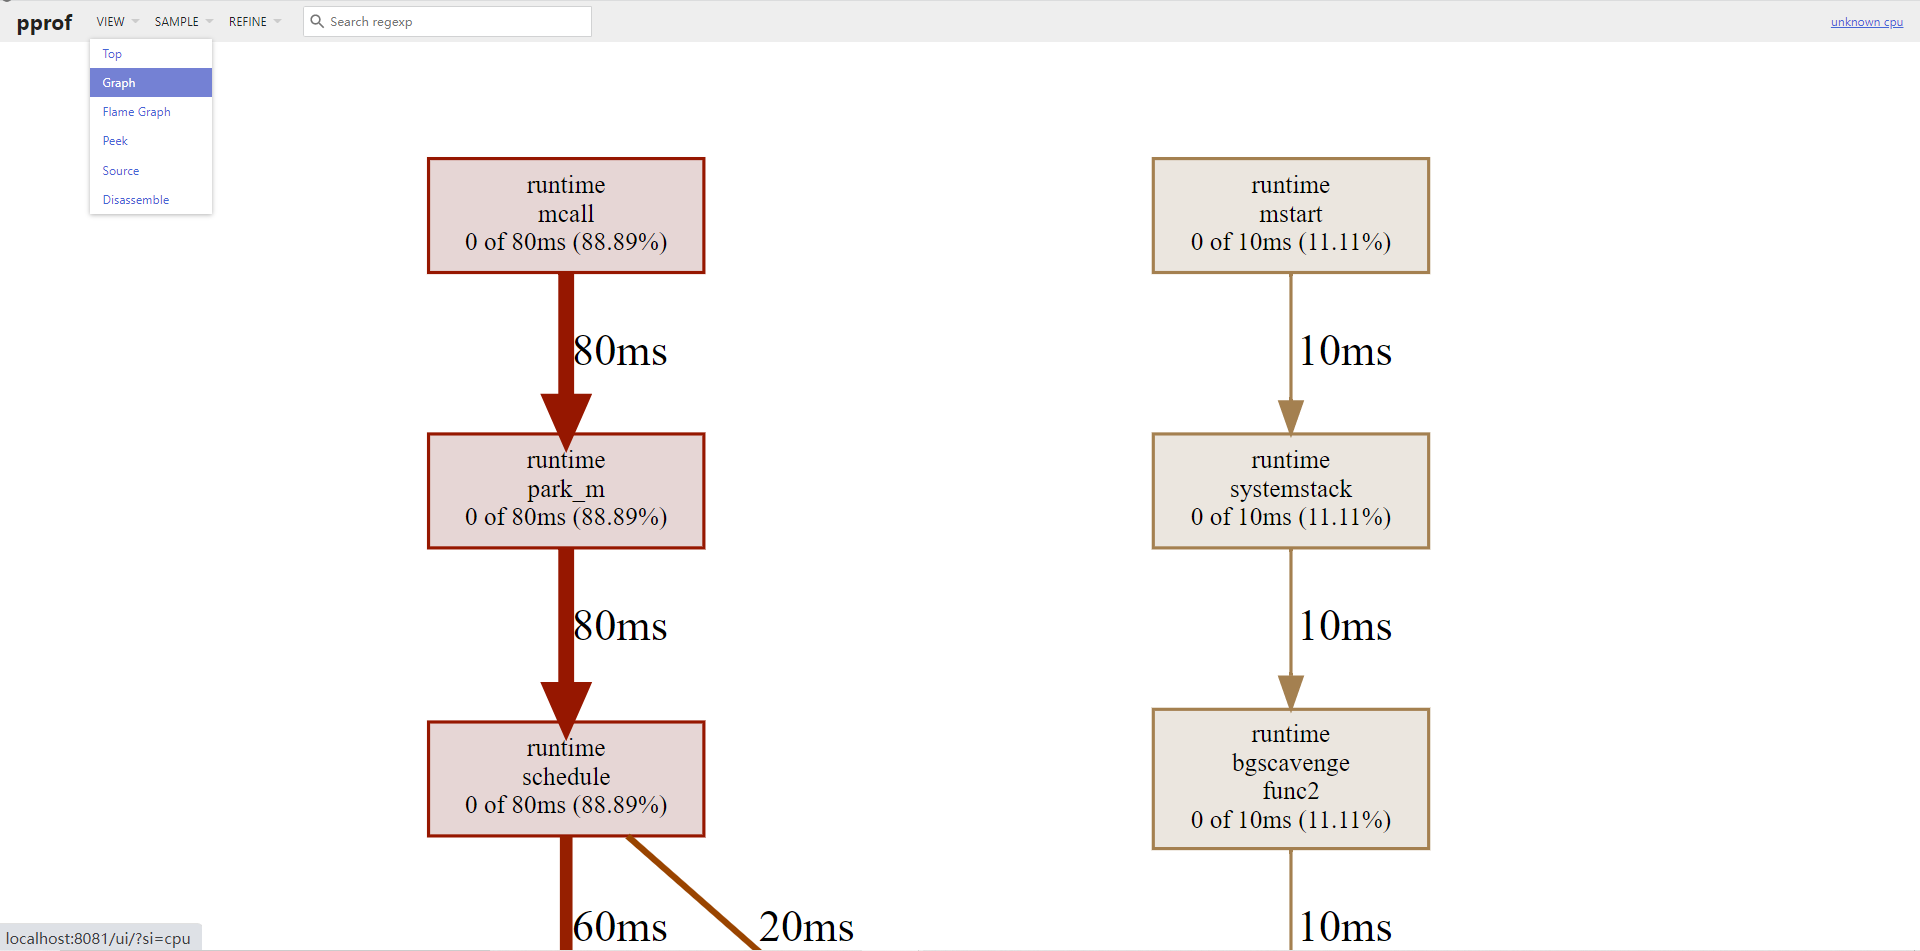 pprof
VIEW
SAMPLE
REFINE
Search regexp
unknown cpu
Top
Graph
Flame Graph
Peek
Source
Disassemble
runtime
mcall
0 of 80ms (88.89%)
80ms
runtime
park_m
0 of 80ms (88.89%)
80ms
runtime
schedule
0 of 80ms (88.89%)
60ms
20ms
runtime
mstart
0 of 10ms (11.11%)
10ms
runtime
systemstack
0 of 10ms (11.11%)
10ms
runtime
bgscavenge
func2
0 of 10ms (11.11%)
10ms
localhost:8081/ui/?si=cpu